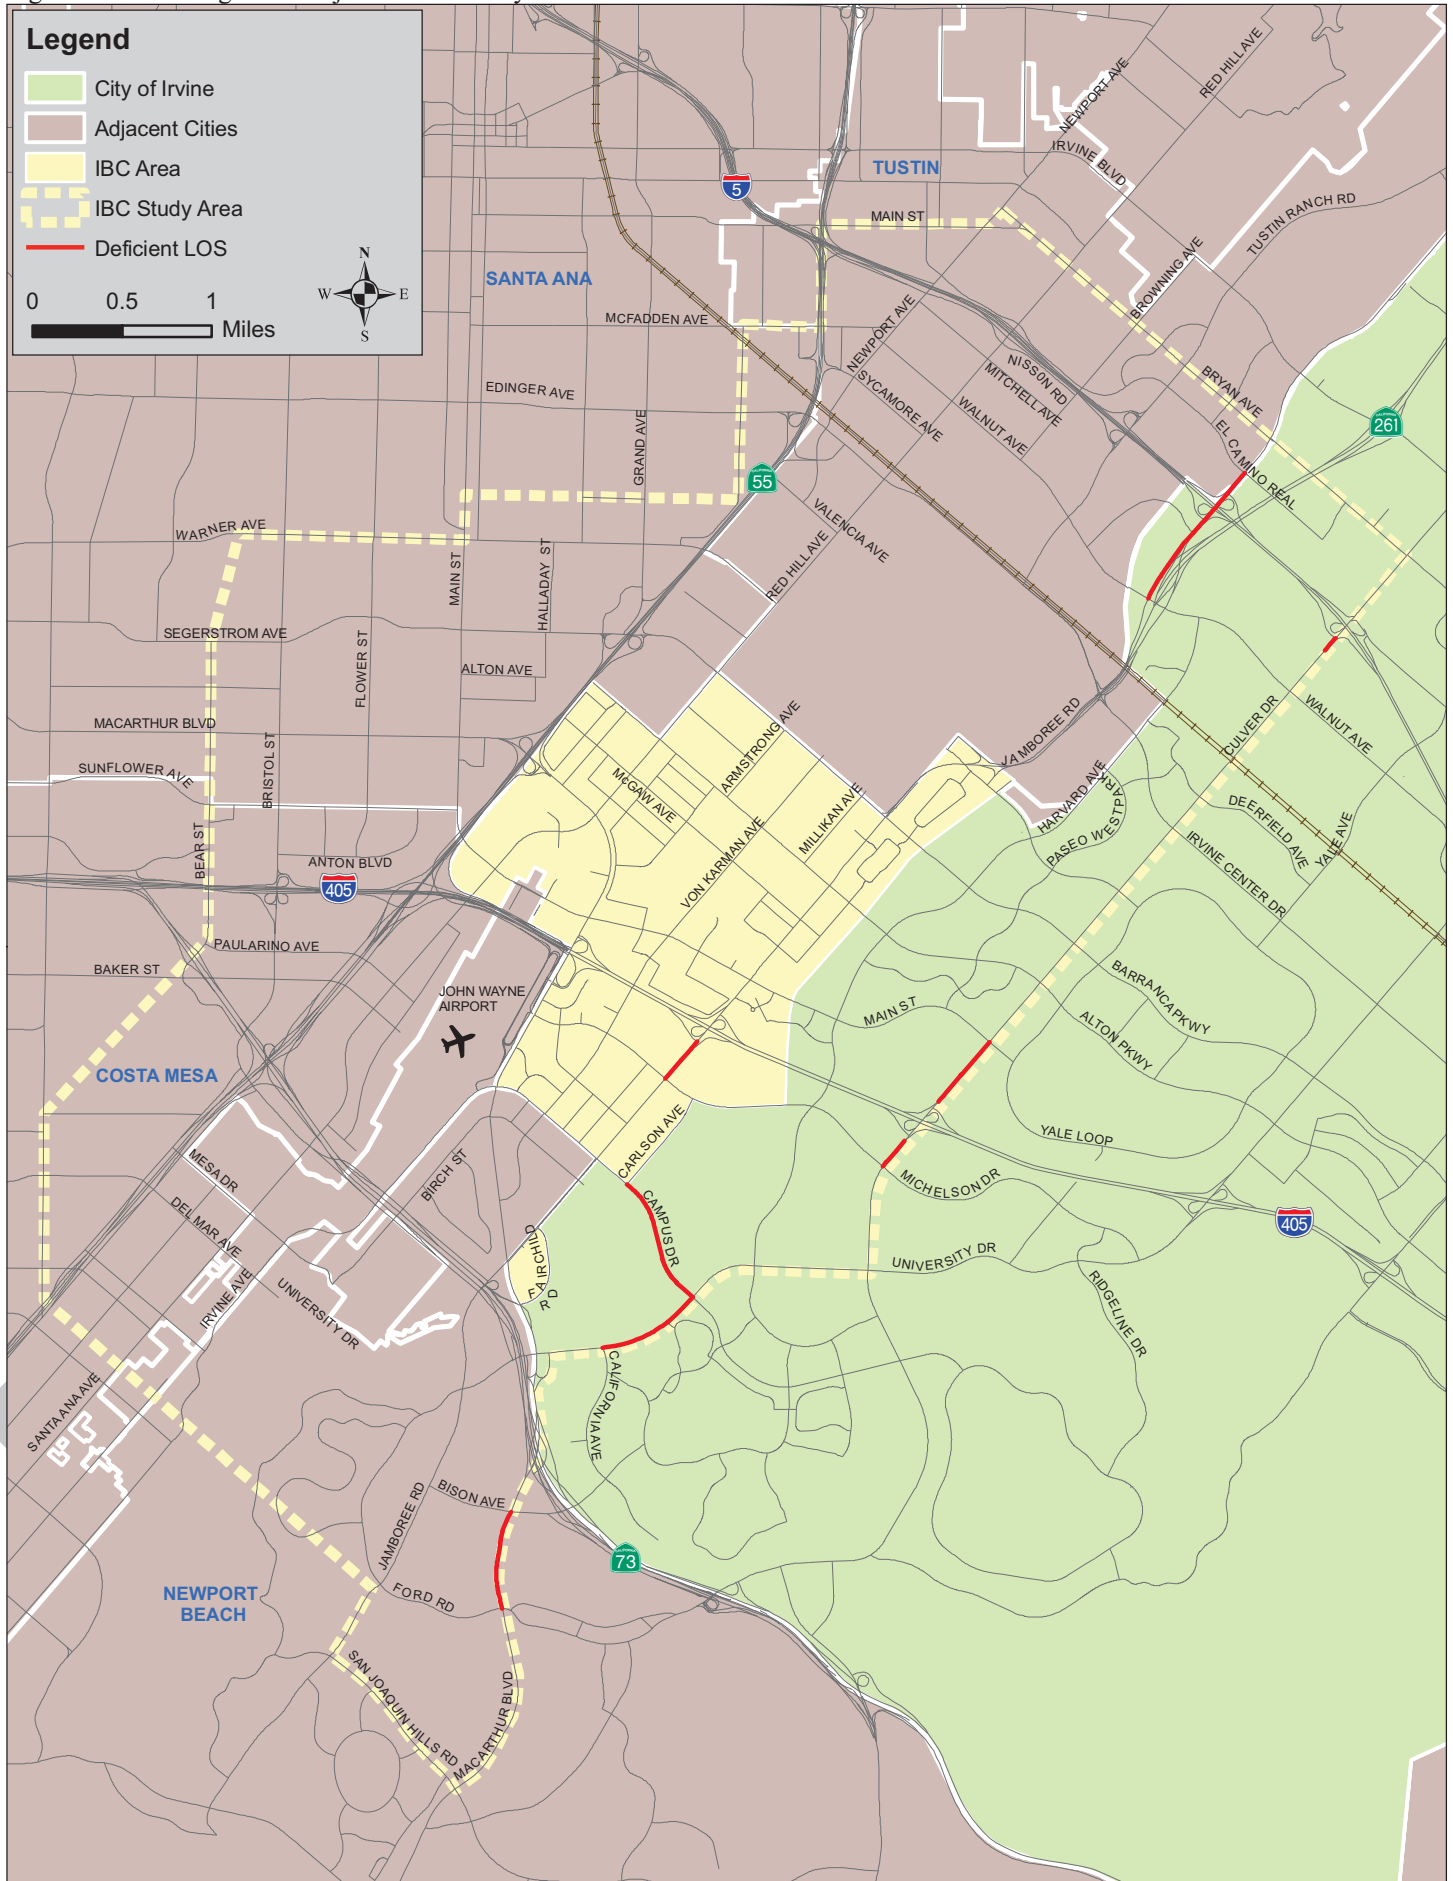 Legend
City of Irvine
Adjacent Cities
IBC Area
IBC Study Area
Deficient LOS
N
W E
S
0 0.5 1
Miles
NEWPORT AVE
RED HILL AVE
IRVINE BLVD
TUSTIN
5
MAIN ST
TUSTIN RANCH RD
BROWNING AVE
SANTA ANA
MCFADDEN AVE
NEWPORT AVE
NISSON RD
MITCHELL AVE
SYCAMORE AVE
WALNUT AVE
BRYAN AVE
EDINGER AVE
GRAND AVE
EL CAMINO REAL
CALIFORNIA
261
CALIFORNIA
55
VALENCIA AVE
RED HILL AVE
WARNER AVE
MAIN ST
HALLADAY ST
SEGERSTROM AVE
FLOWER ST
ALTON AVE
MACARTHUR BLVD
SUNFLOWER AVE
BRISTOL ST
BEAR ST
ANTON BLVD
405
ARMSTRONG AVE
MCGAW AVE
MILLIKAN AVE
VON KARMAN AVE
JAMBOREE RD
HARVARD AVE
PASEO WESTPARK
CULVER DR
WALNUT AVE
DEERFIELD AVE
YALE AVE
IRVINE CENTER DR
PAULARINO AVE
BAKER ST
JOHN WAYNE
AIRPORT
MAIN ST
BARRANCA PKWY
ALTON PKWY
COSTA MESA
YALE LOOP
CARLSON AVE
MICHELSON DR
405
MESA DR
DEL MAR AVE
BIRCH ST
CAMPUS DR
FAIRCHILD
RD
UNIVERSITY DR
RIDGELINE DR
IRVINE AVE
UNIVERSITY DR
SANTA ANA AVE
CALIFORNIA AVE
JAMBOREE RD
BISON AVE
CALIFORNIA
73
NEWPORT
BEACH
FORD RD
SAN JOAQUIN HILLS RD
MACARTHUR BLVD